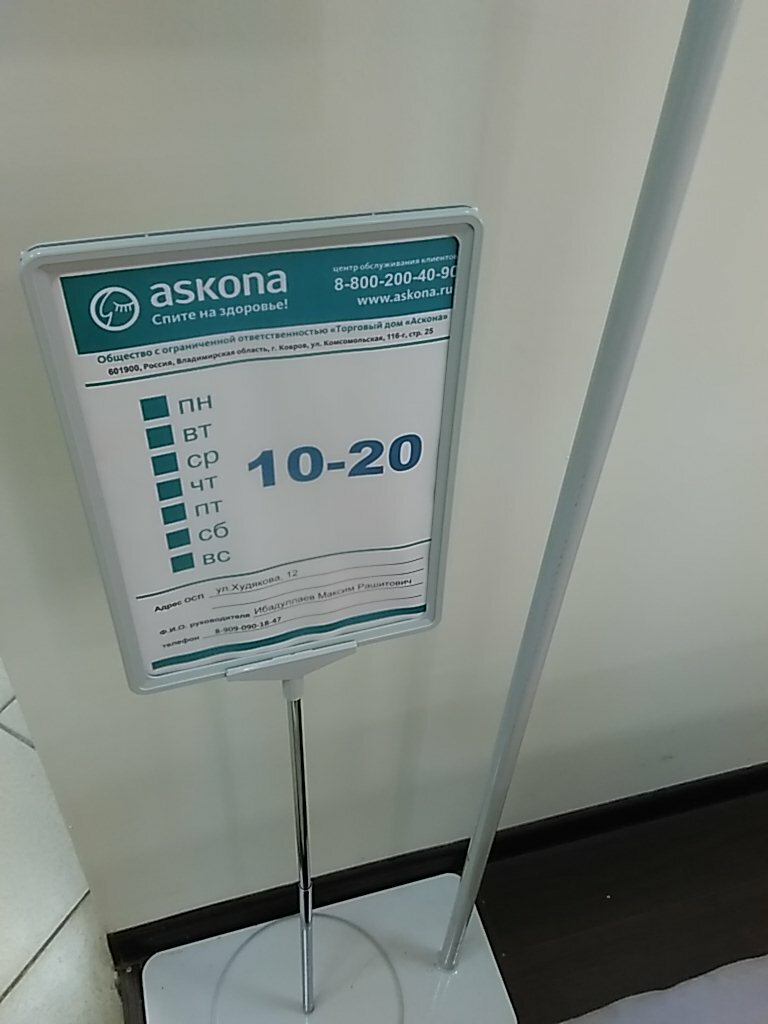 askona
Спите на здоровье!
центр обслуживания клиентов
8-800-200-40-90
www.askona.ru
Общество с ограниченной ответственностью «Торговый дом «Аскона»
601900, Россия, Владимирская область, г. Ковров, ул. Комсомольская, 116-г, стр. 25
пн
вт
ср
чт
пт
сб
вс
10-20
Адрес ОСП ул.Худякова, 12
Ф.И.О. руководителя Ибадуллаев Максим Рашитович
телефон 8-909-090-18-47